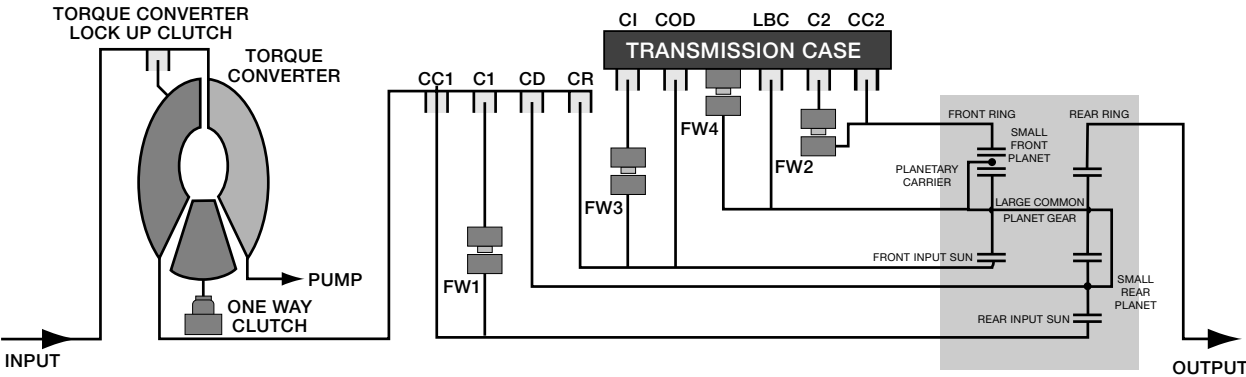 TORQUE CONVERTER
LOCK UP CLUTCH
TORQUE
CONVERTER
CC1 C1 CD CR
CI COD LBC C2 CC2
TRANSMISSION CASE
FW4
FW2
FW3
FW1
FRONT RING
REAR RING
SMALL
FRONT
PLANET
PLANETARY
CARRIER
LARGE COMMON
PLANET GEAR
FRONT INPUT SUN
SMALL
REAR
PLANET
REAR INPUT SUN
PUMP
ONE WAY
CLUTCH
INPUT
OUTPUT